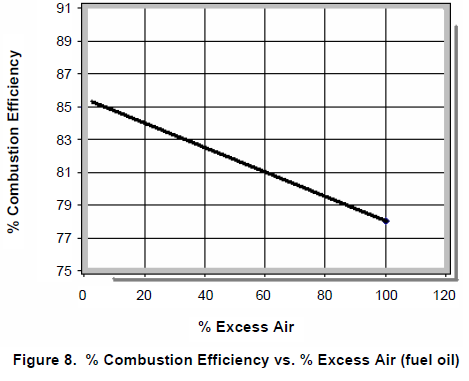 91
89
87
85
83
81
79
77
75
% Combustion Efficiency
0 20 40 60 80 100 120
% Excess Air
Figure 8. % Combustion Efficiency vs. % Excess Air (fuel oil)